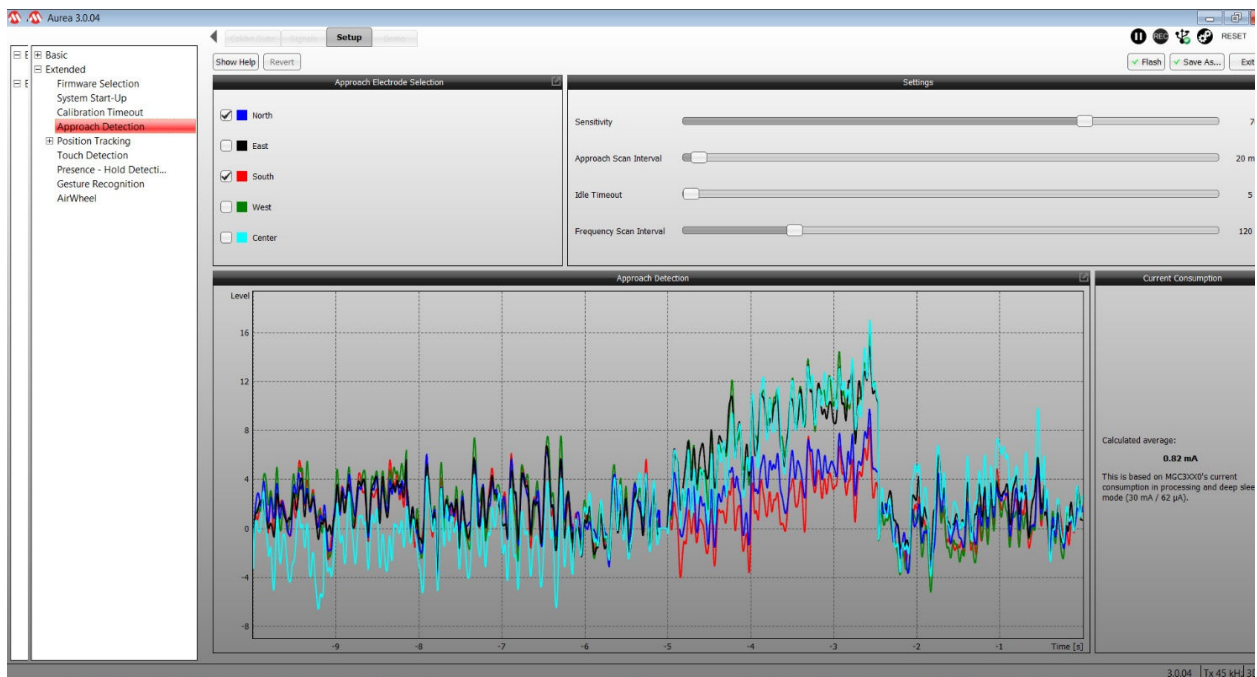 Aurea 3.0.04
Setup
RESET
Show Help
Revert
Flash
Save As...
Exit
Basic
Extended
Firmware Selection
System Start-Up
Calibration Timeout
Approach Detection
Position Tracking
Touch Detection
Presence - Hold Detecti...
Gesture Recognition
AirWheel
Approach Electrode Selection
North
East
South
West
Center
Settings
Sensitivity
Approach Scan Interval
20 m
Idle Timeout
5
Frequency Scan Interval
120
Approach Detection
Level
16
12
8
4
0
-4
-8
-9
-8
-7
-6
-5
-4
-3
-2
-1
Time [s]
Current Consumption
Calculated average:
0.82 mA
This is based on MGC3XX0's current
consumption in processing and deep slee
mode (30 mA / 62 µA).
3.0.04
Tx 45 kHz